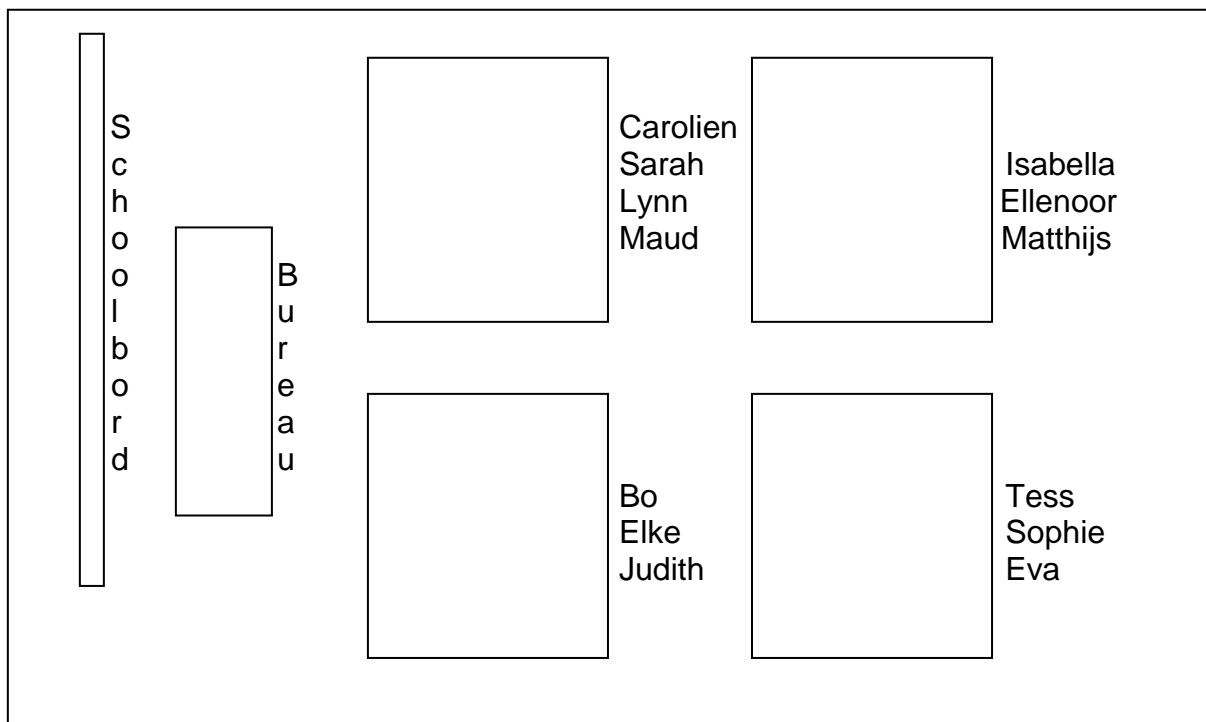 Schoolbord
Bureau
Carolien
Sarah
Lynn
Maud
Isabella
Ellenoor
Matthijs
Bo
Elke
Judith
Tess
Sophie
Eva